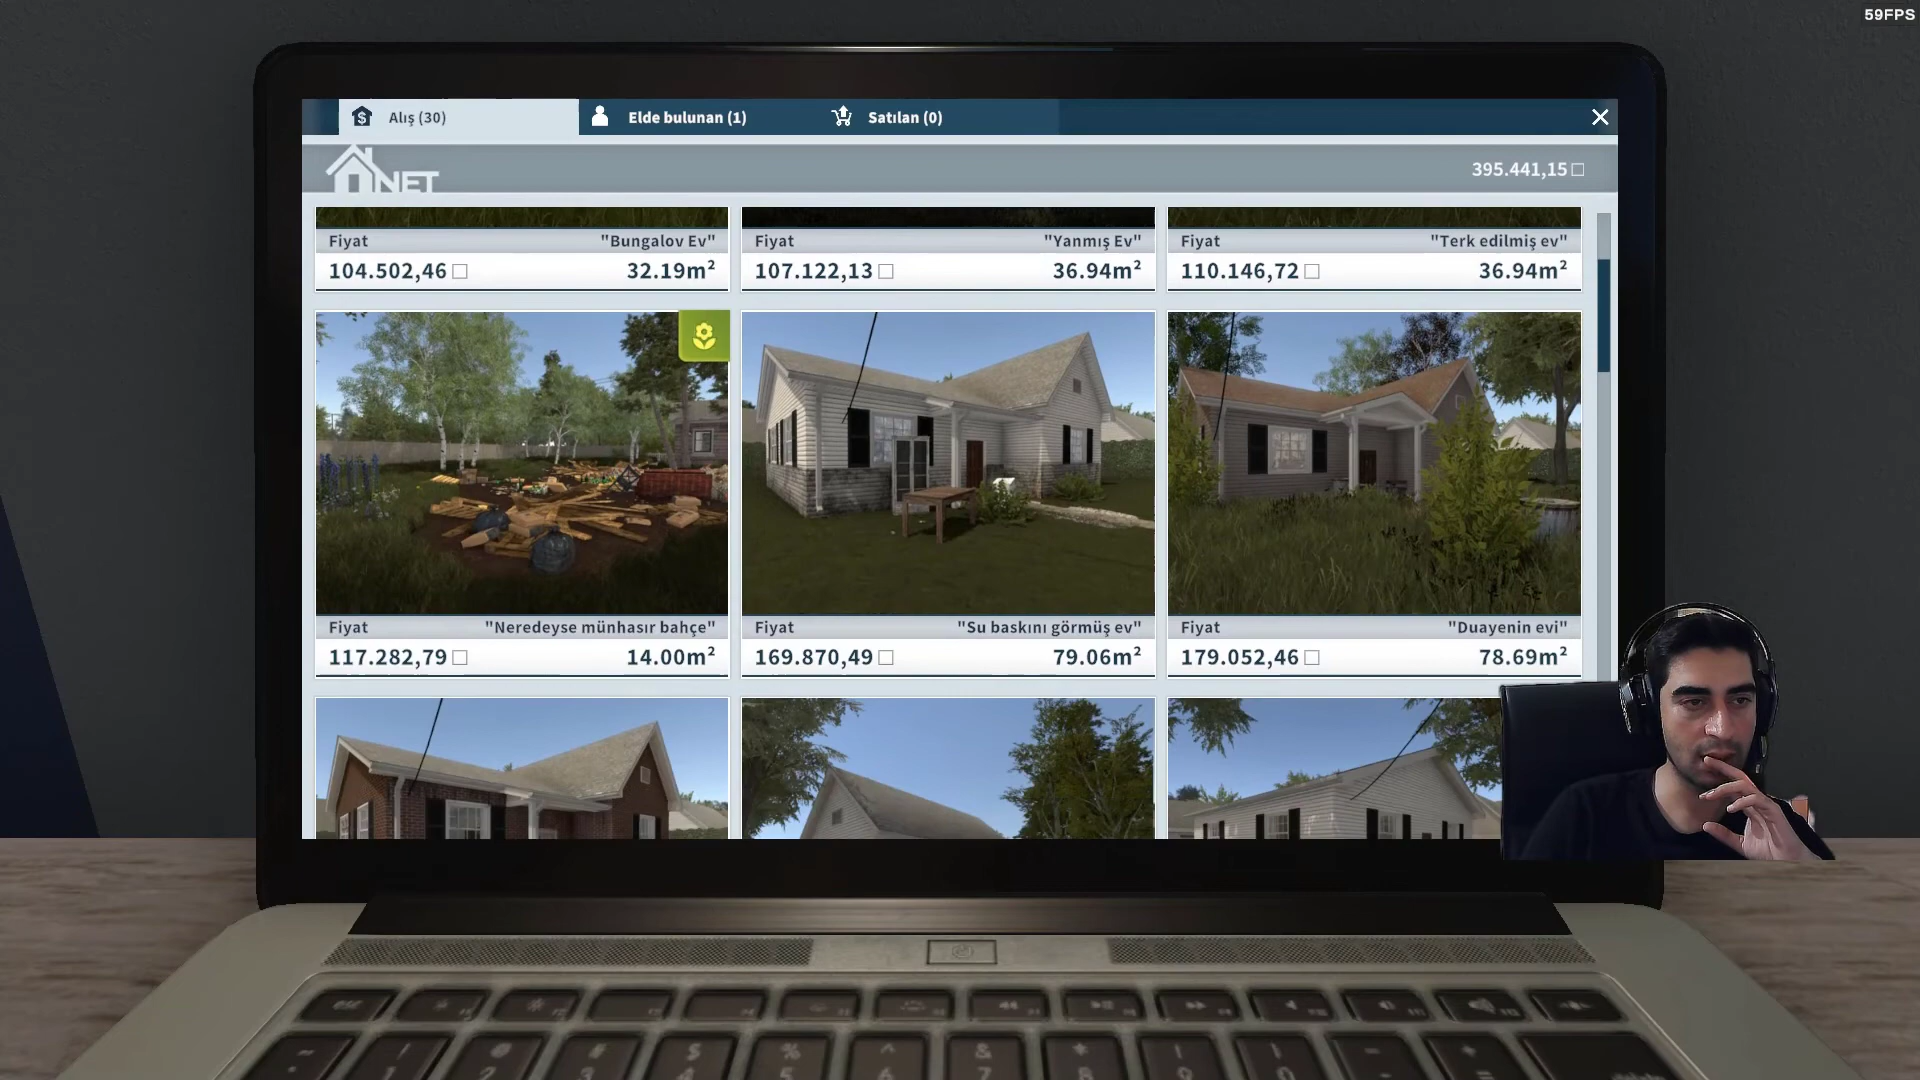 59FPS
Alış (30)
Elde bulunan (1)
Satılan (0)
NET
395.441,15
Fiyat "Bungalov Ev"
104.502,46 32.19m²
Fiyat "Yanmış Ev"
107.122,13 36.94m²
Fiyat "Terk edilmiş ev"
110.146,72 36.94m²
Fiyat "Neredeyse münhasır bahçe"
117.282,79 14.00m²
Fiyat "Su baskını görmüş ev"
169.870,49 79.06m²
Fiyat "Duayenin evi"
179.052,46 78.69m²
esc